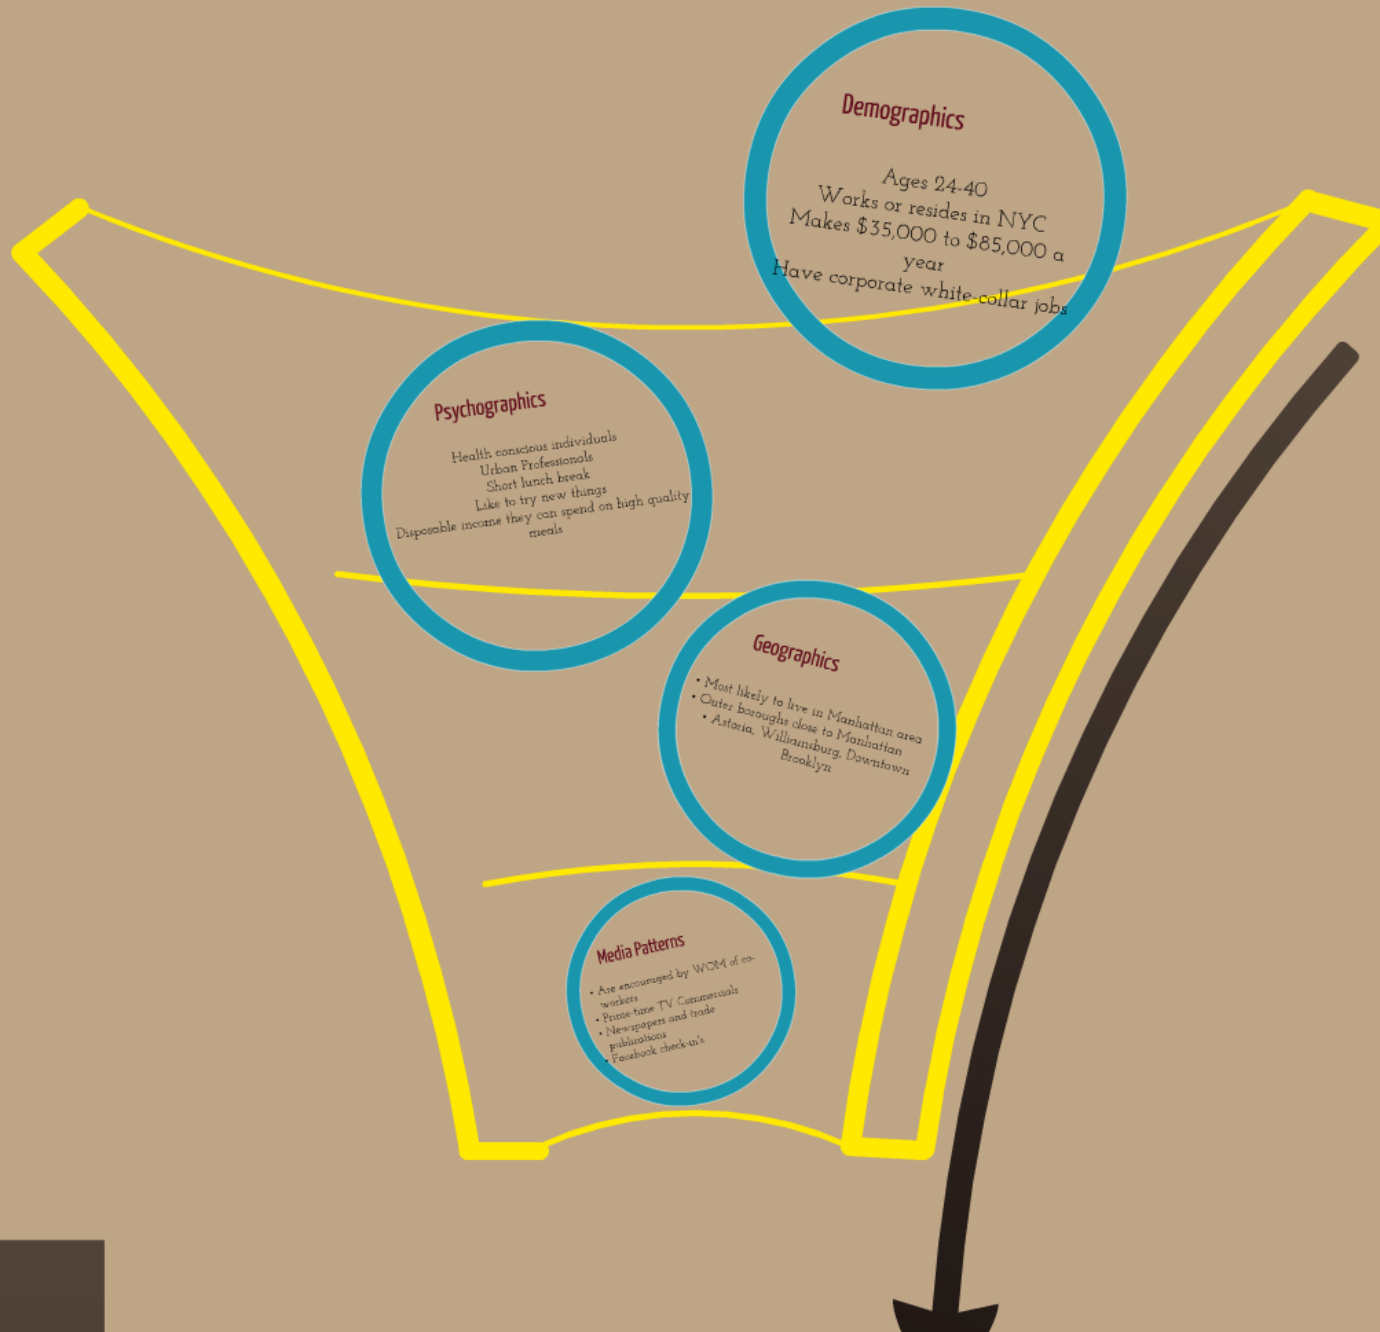 Demographics
Ages 24-40
Works or resides in NYC
Makes $35,000 to $85,000 a
year
Have corporate white-collar jobs
Psychographics
Health conscious individuals
Urban Professionals
Short lunch break
Like to try new things
Disposable income they can spend on high quality
meals
Geographics
• Most likely to live in Manhattan area
• Outer boroughs close to Manhattan
• Astoria, Williamsburg, Downtown
Brooklyn
Media Patterns
• Are encouraged by WOM of co-
workers
• Prime-time TV Commercials
• Newspapers and trade
publications
• Facebook check-in's